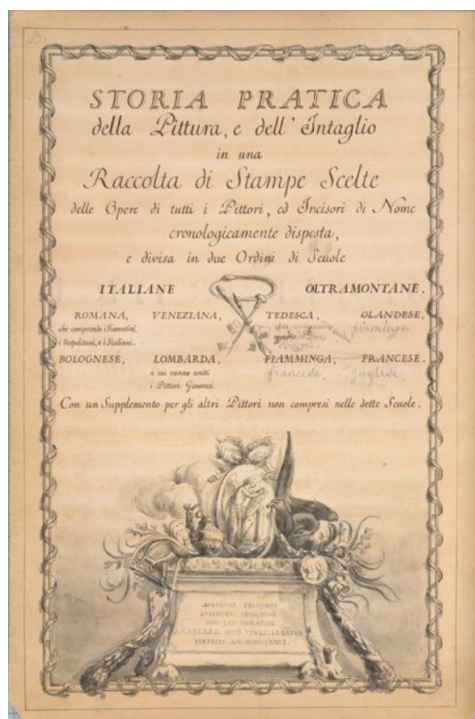 STORIA PRATICA
della Pittura, e dell' Intaglio
in una
Raccolta di Stampe Scelte
delle Opere di tutti i Pittori, ed Incisori di Nome
cronologicamente disposta,
e divisa in due Ordini di Scuole
ITALIANE OLTRAMONTANE.
ROMANA, VENEZIANA, TEDESCA, OLANDESE,
che comprende i Fiorentini, fiaminga
i Napoletani, e i Siciliani.
BOLOGNESE, LOMBARDA, FIAMMINGA, FRANCESE.
a cui vanno uniti francese. Inglese.
i Pittori Genovesi.
Con un Supplemento per gli altri Pittori non compresi nelle dette Scuole.